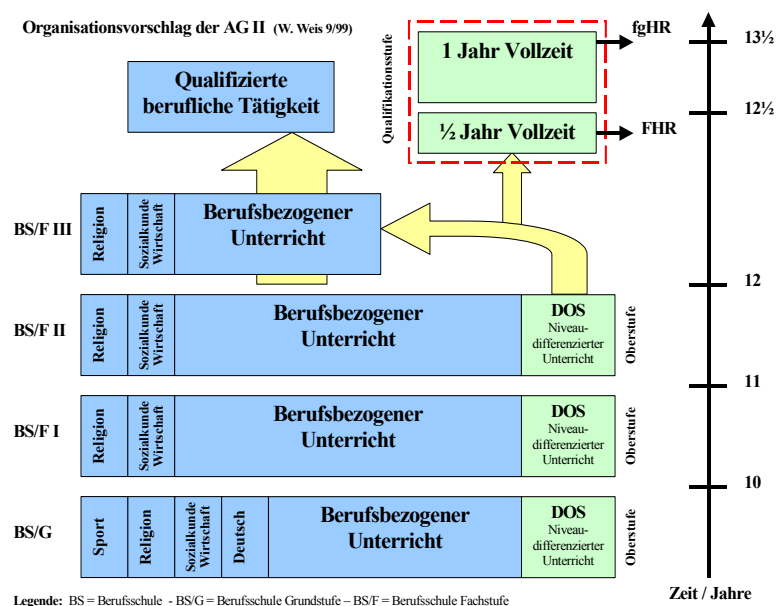 Organisationsvorschlag der AG II (W. Weis 9/99)
Qualifizierte
berufliche Tätigkeit
Qualifikationsstufe
1 Jahr Vollzeit
½ Jahr Vollzeit
fgHR
FHR
13½
12½
BS/F III
Religion
Sozialkunde
Wirtschaft
Berufsbezogener
Unterricht
12
BS/F II
Religion
Sozialkunde
Wirtschaft
Berufsbezogener
Unterricht
DOS
Niveau-
differenzierter
Unterricht
Oberstufe
11
BS/F I
Religion
Sozialkunde
Wirtschaft
Berufsbezogener
Unterricht
DOS
Niveau-
differenzierter
Unterricht
Oberstufe
10
BS/G
Sport
Religion
Sozialkunde
Wirtschaft
Deutsch
Berufsbezogener
Unterricht
DOS
Niveau-
differenzierter
Unterricht
Oberstufe
Zeit / Jahre
Legende: BS = Berufsschule - BS/G = Berufsschule Grundstufe – BS/F = Berufsschule Fachstufe